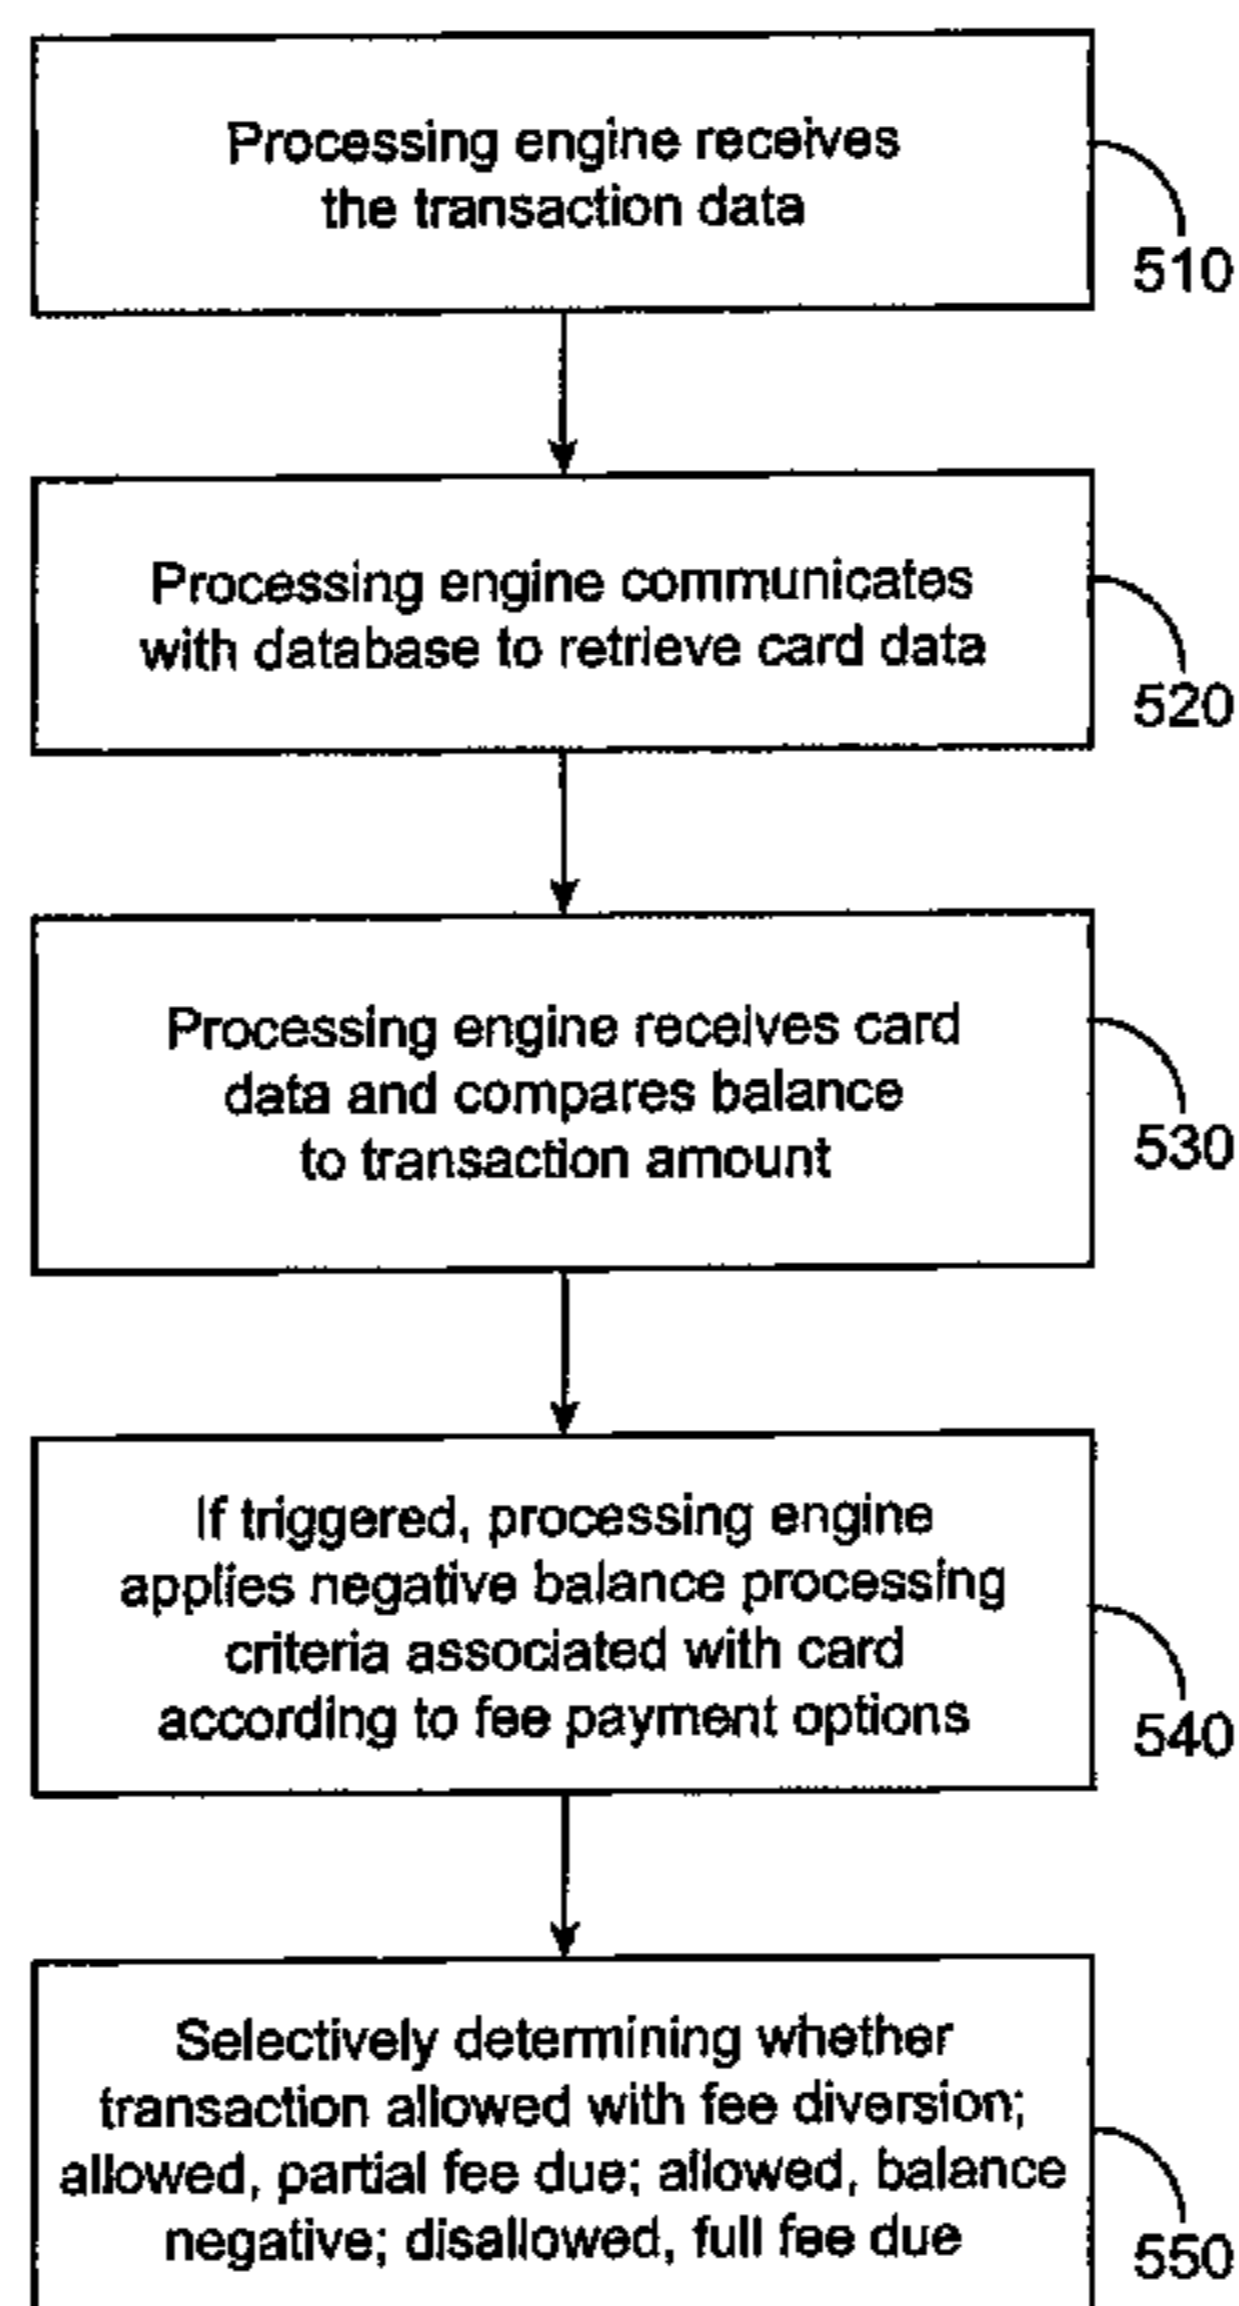 Processing engine receives
the transaction data
510
Processing engine communicates
with database to retrieve card data
520
Processing engine receives card
data and compares balance
to transaction amount
530
If triggered, processing engine
applies negative balance processing
criteria associated with card
according to fee payment options
540
Selectively determining whether
transaction allowed with fee diversion;
allowed, partial fee due; allowed, balance
negative; disallowed, full fee due
550